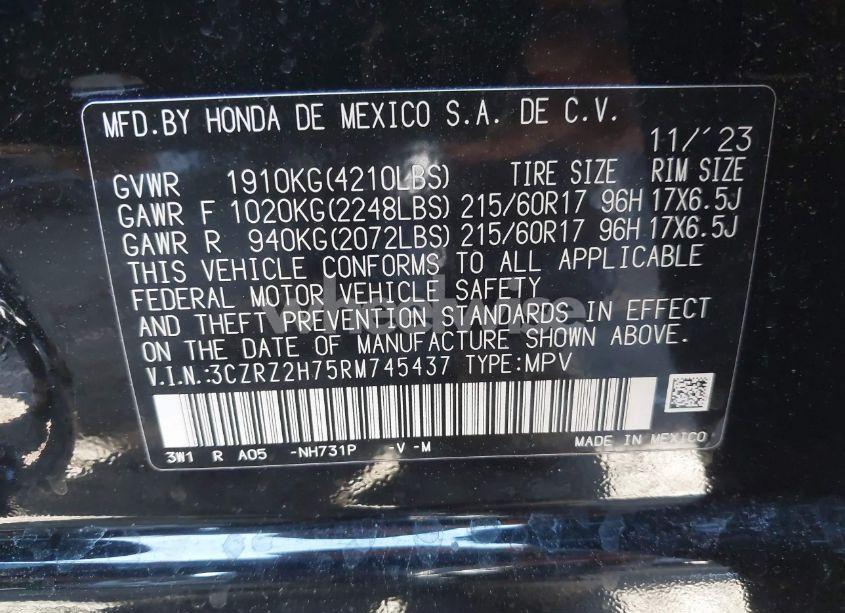 MFD.BY HONDA DE MEXICO S.A. DE C.V.
11/´23
GVWR 1910KG(4210LBS) TIRE SIZE RIM SIZE
GAWR F 1020KG(2248LBS) 215/60R17 96H 17X6.5J
GAWR R 940KG(2072LBS) 215/60R17 96H 17X6.5J
THIS VEHICLE CONFORMS TO ALL APPLICABLE
FEDERAL MOTOR VEHICLE SAFETY
AND THEFT PREVENTION STANDARDS IN EFFECT
ON THE DATE OF MANUFACTURE SHOWN ABOVE.
V.I.N.:3CZRZ2H75RM745437 TYPE:MPV
3W1 R A05 -NH731P -V -M
MADE IN MEXICO